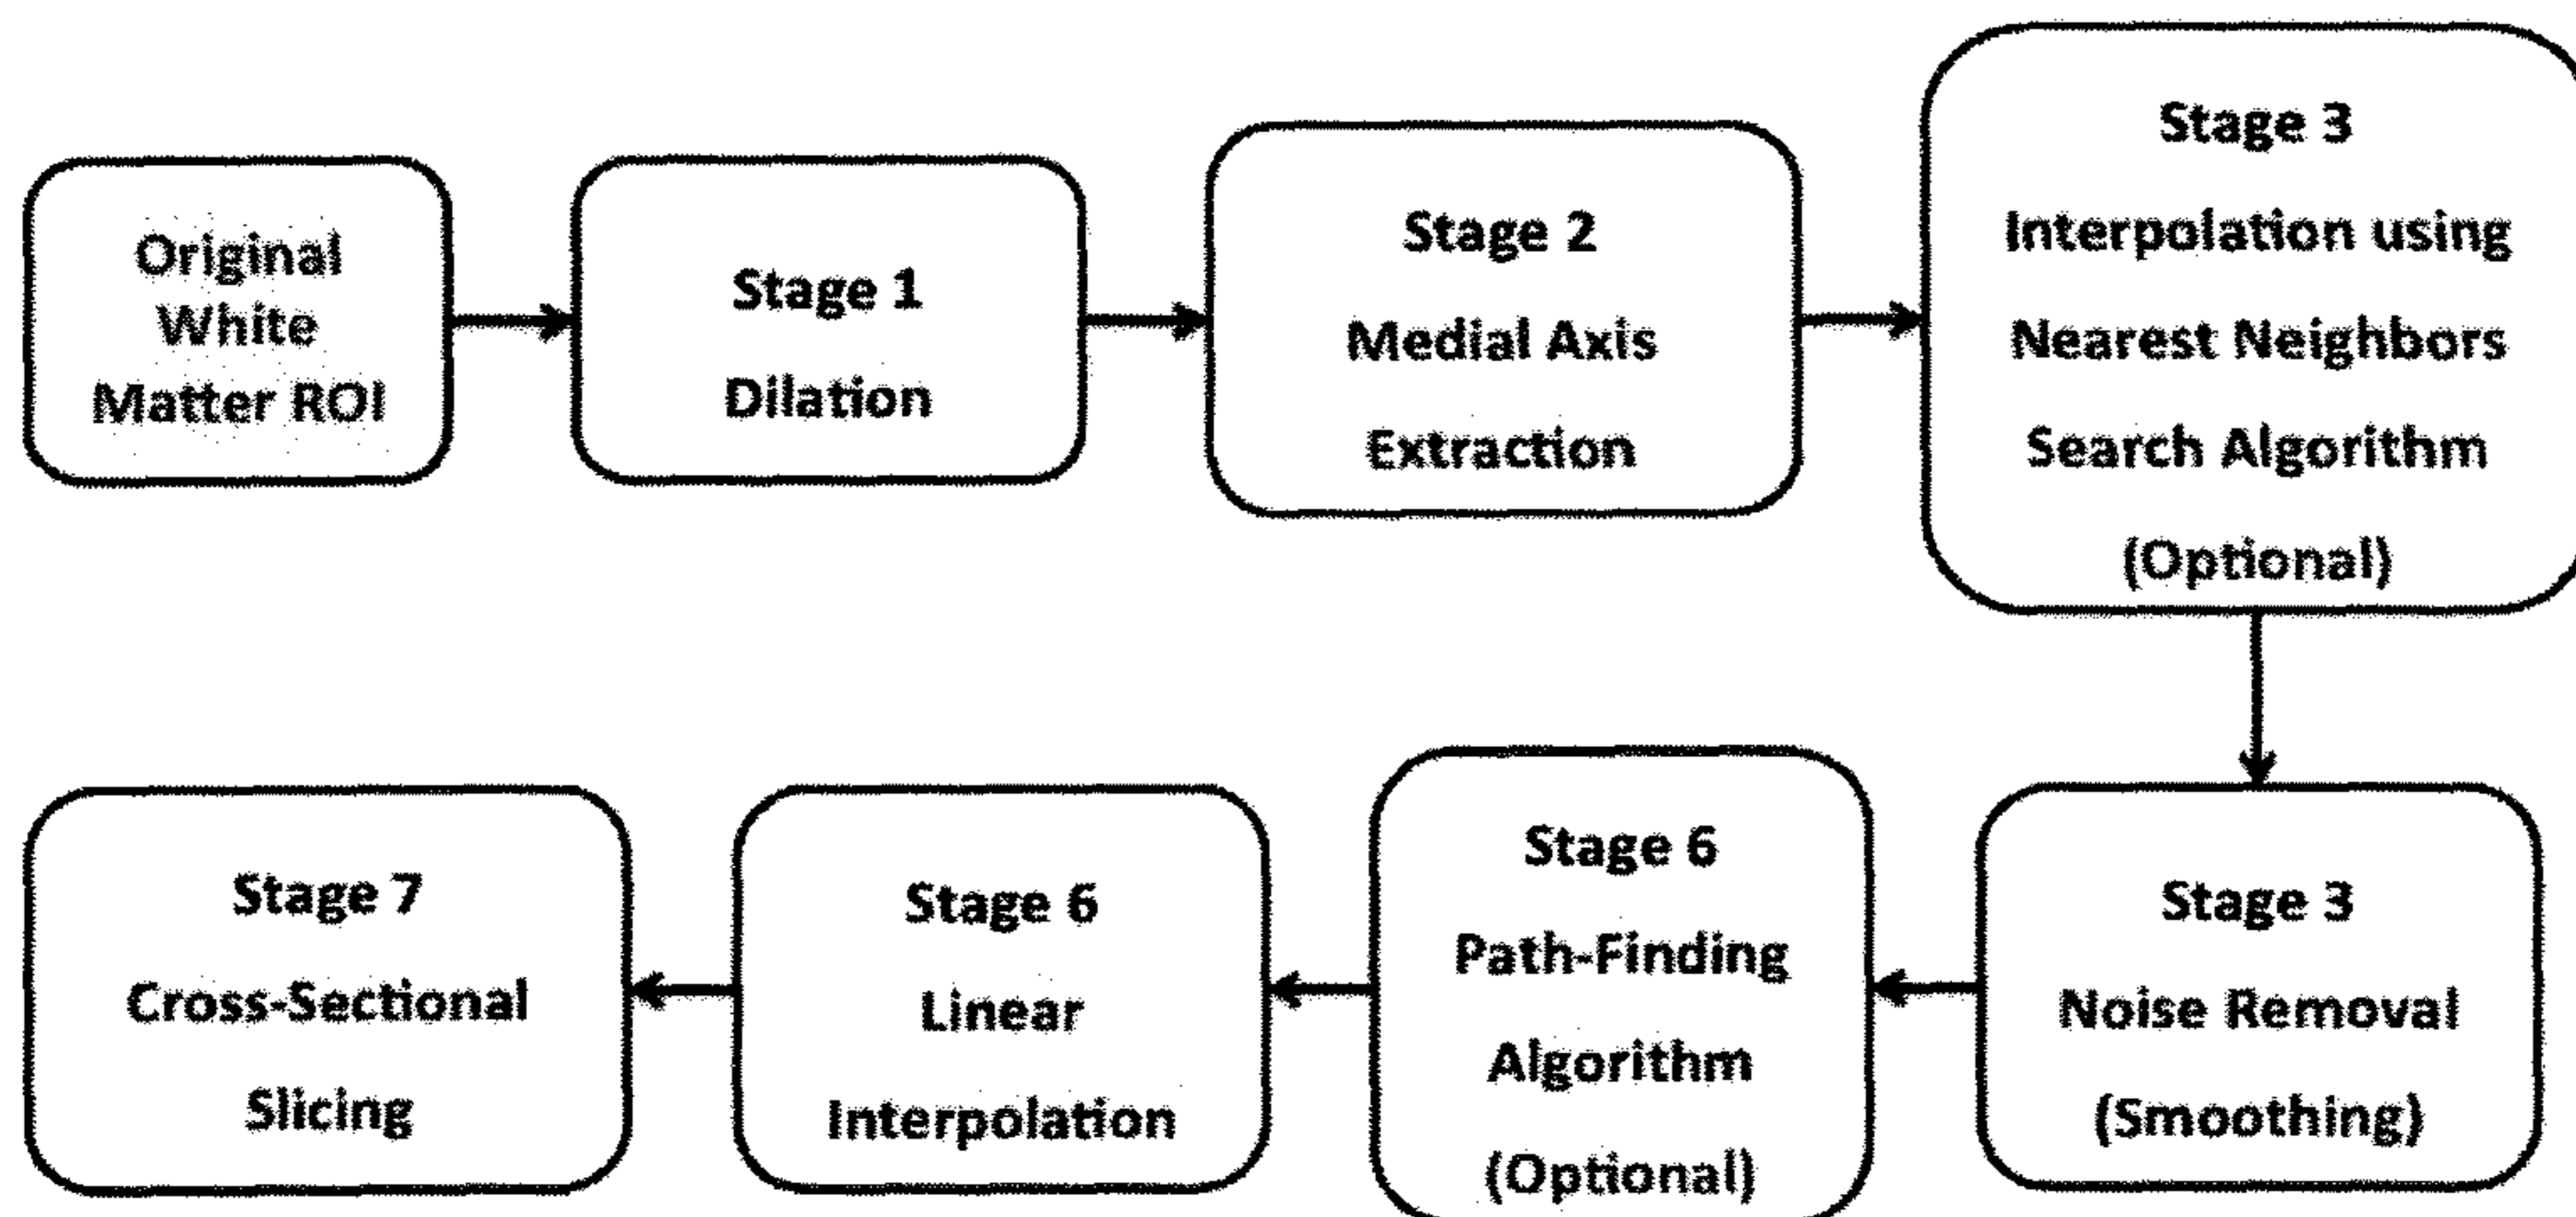 Original
White
Matter ROI
Stage 1
Dilation
Stage 2
Medial Axis
Extraction
Stage 3
Interpolation using
Nearest Neighbors
Search Algorithm
(Optional)
Stage 3
Noise Removal
(Smoothing)
Stage 6
Path-Finding
Algorithm
(Optional)
Stage 6
Linear
Interpolation
Stage 7
Cross-Sectional
Slicing